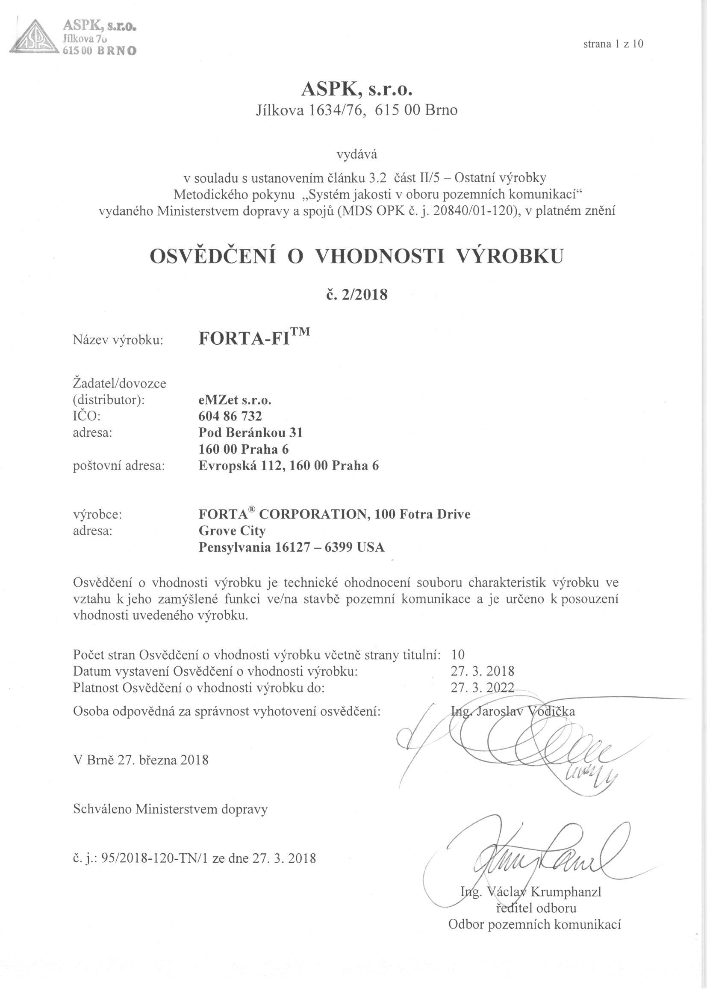 ASPK, s.r.o.
Jílkova 76
615 00 BRNO
strana 1 z 10
ASPK, s.r.o.
Jílkova 1634/76, 615 00 Brno
vydává
v souladu s ustanovením článku 3.2 část II/5 – Ostatní výrobky
Metodického pokynu „Systém jakosti v oboru pozemních komunikací“
vydaného Ministerstvem dopravy a spojů (MDS OPK č. j. 20840/01-120), v platném znění
OSVĚDČENÍ O VHODNOSTI VÝROBKU
č. 2/2018
Název výrobku: FORTA-FI™
Žadatel/dovozce
(distributor): eMZet s.r.o.
IČO: 604 86 732
adresa: Pod Beránkou 31
160 00 Praha 6
poštovní adresa: Evropská 112, 160 00 Praha 6
výrobce: FORTA® CORPORATION, 100 Fotra Drive
adresa: Grove City
Pensylvania 16127 – 6399 USA
Osvědčení o vhodnosti výrobku je technické ohodnocení souboru charakteristik výrobku ve
vztahu k jeho zamýšlené funkci ve/na stavbě pozemní komunikace a je určeno k posouzení
vhodnosti uvedeného výrobku.
Počet stran Osvědčení o vhodnosti výrobku včetně strany titulní: 10
Datum vystavení Osvědčení o vhodnosti výrobku: 27. 3. 2018
Platnost Osvědčení o vhodnosti výrobku do: 27. 3. 2022
Osoba odpovědná za správnost vyhotovení osvědčení: Ing. Jaroslav Vodička
V Brně 27. března 2018
Schváleno Ministerstvem dopravy
č. j.: 95/2018-120-TN/1 ze dne 27. 3. 2018
Ing. Václav Krumphanzl
ředitel odboru
Odbor pozemních komunikací